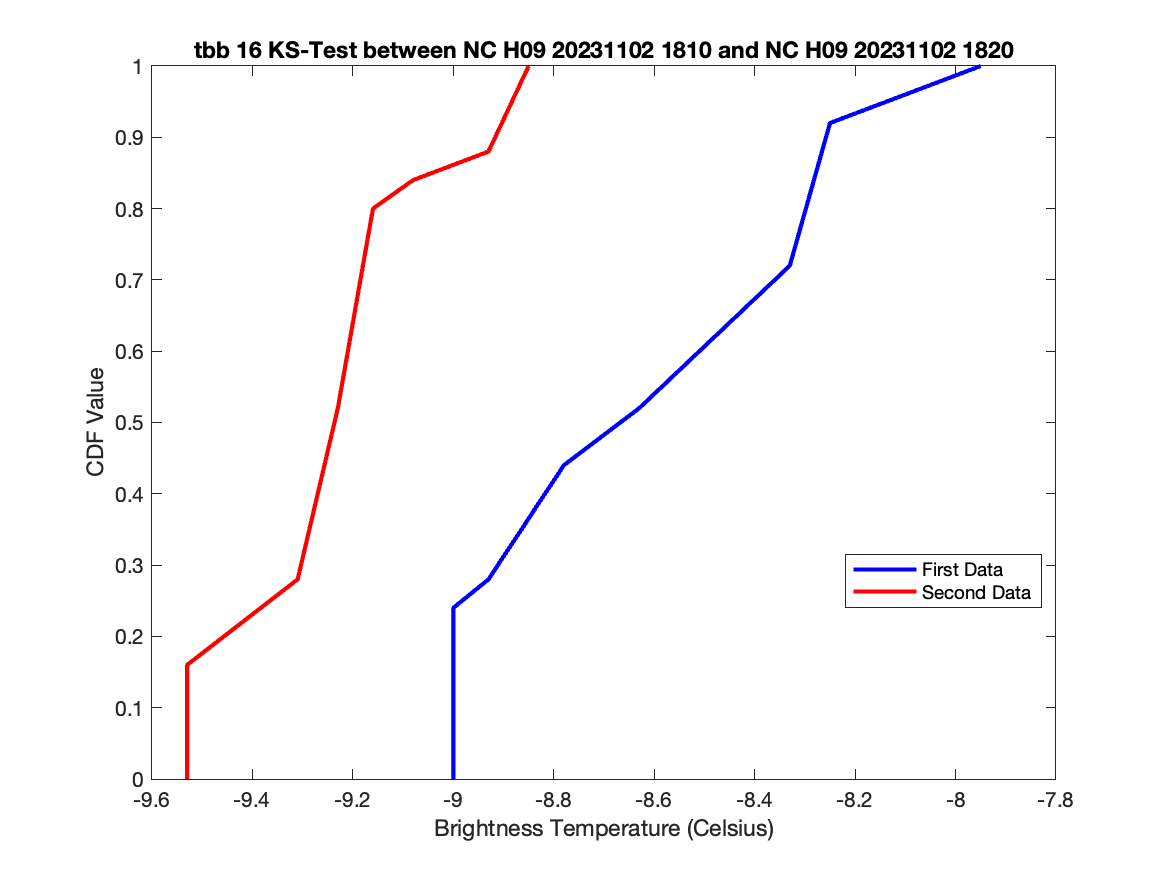 tbb 16 KS-Test between NC H09 20231102 1810 and NC H09 20231102 1820
1
0.9
0.8
0.7
0.6
0.5
0.4
0.3
0.2
0.1
0
CDF Value
First Data
Second Data
-9.6 -9.4 -9.2 -9 -8.8 -8.6 -8.4 -8.2 -8 -7.8
Brightness Temperature (Celsius)